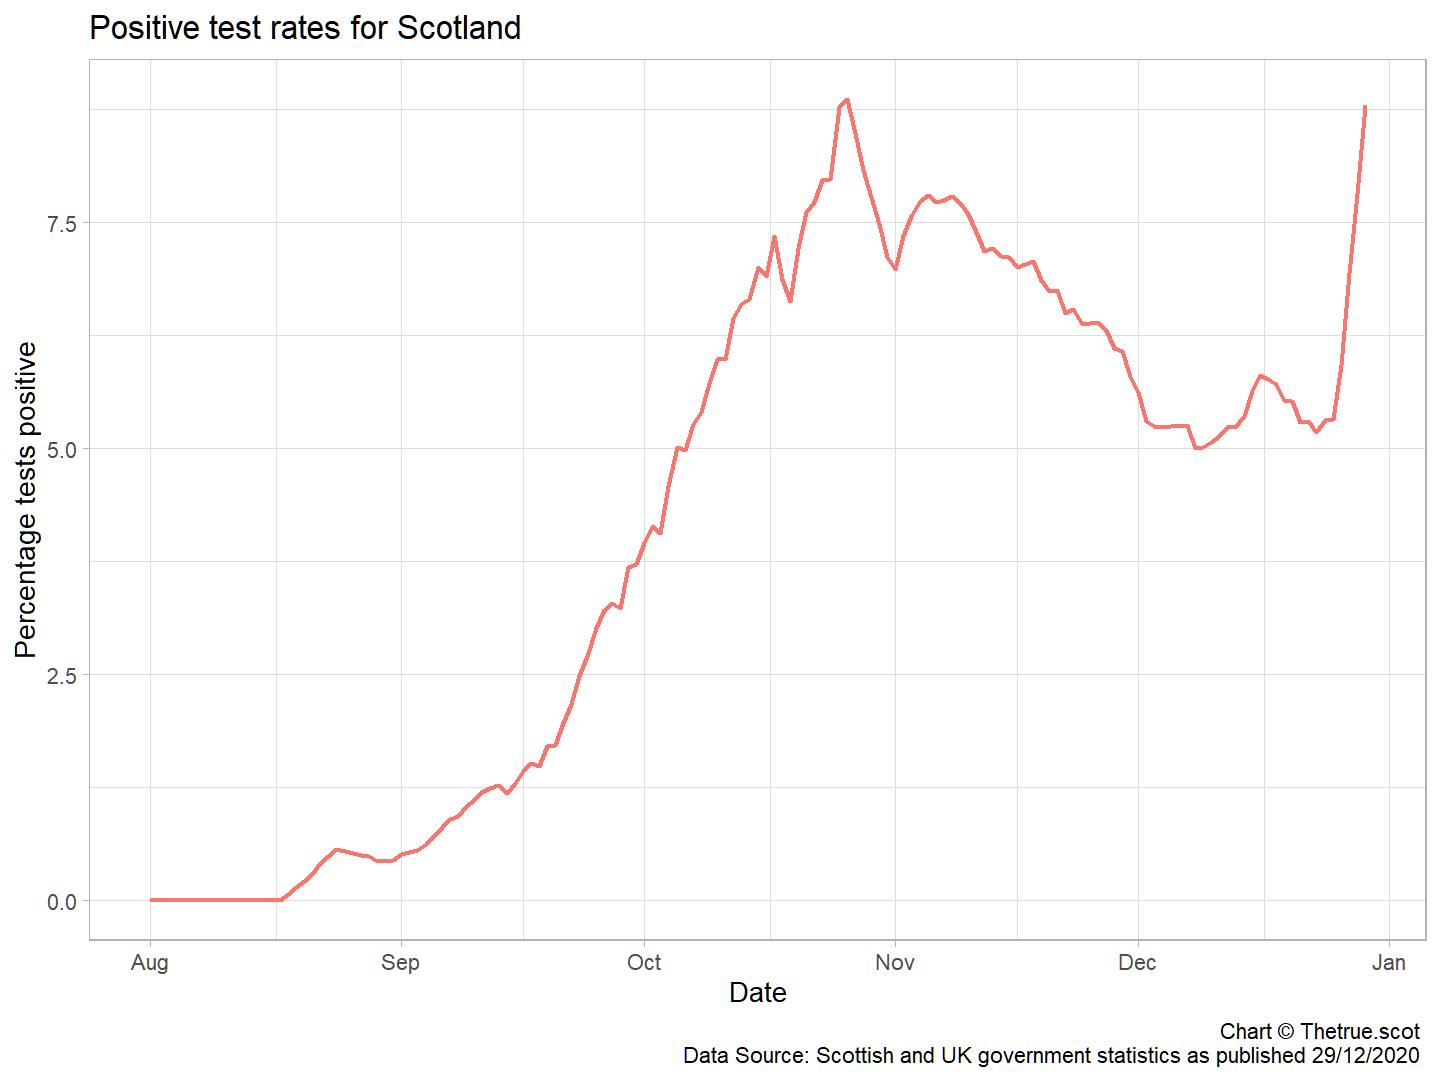 Positive test rates for Scotland
Percentage tests positive
7.5
5.0
2.5
0.0
Aug Sep Oct Nov Dec Jan
Date
Chart © Thetrue.scot
Data Source: Scottish and UK government statistics as published 29/12/2020